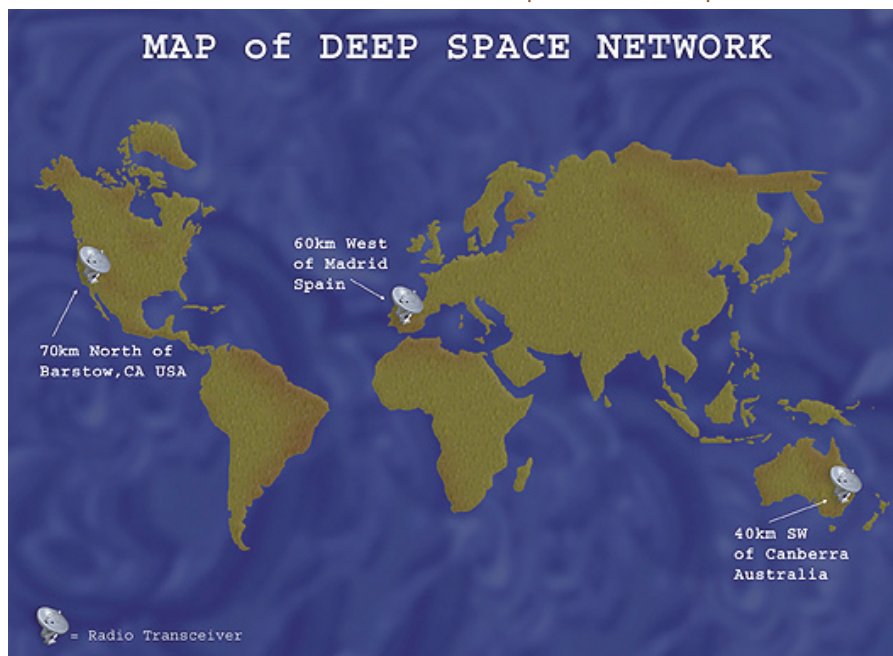 MAP of DEEP SPACE NETWORK
60km West
of Madrid
Spain
70km North of
Barstow,CA USA
40km SW
of Canberra
Australia
= Radio Transceiver